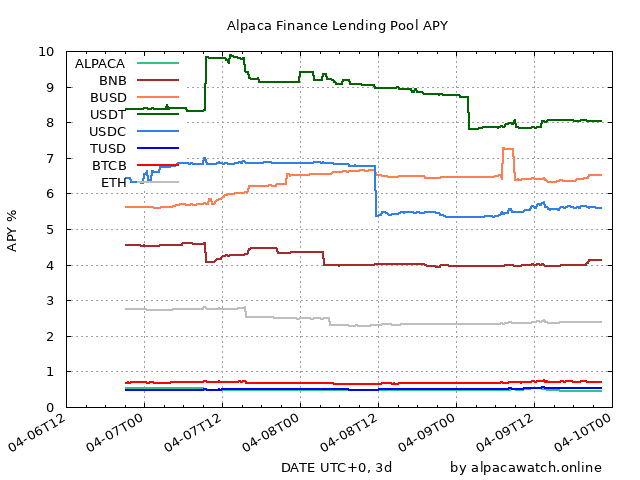 Alpaca Finance Lending Pool APY
10
9
8
7
6
5
4
3
2
1
0
APY %
ALPACA
BNB
BUSD
USDT
USDC
TUSD
BTCB
ETH
04-06T12
04-07T00
04-07T12
04-08T00
04-08T12
04-09T00
04-09T12
04-10T00
DATE UTC+0, 3d
by alpacawatch.online